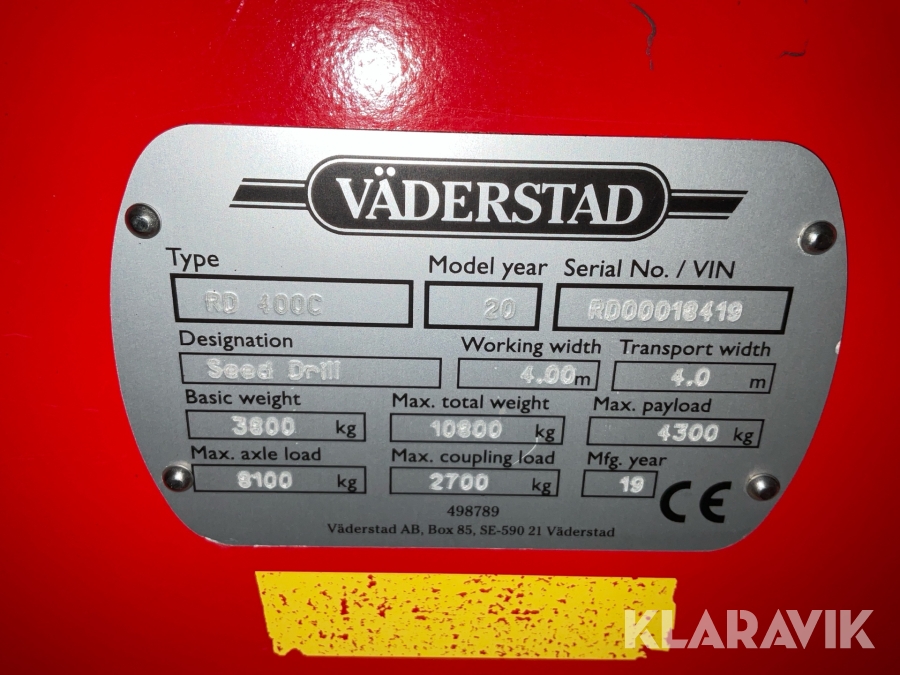 VÄDERSTAD
Type Model year Serial No. / VIN
RD 400C 20 RD00018419
Designation Working width Transport width
Seed Drill 4.00 m 4.0 m
Basic weight Max. total weight Max. payload
3800 kg 10800 kg 4300 kg
Max. axle load Max. coupling load Mfg. year
8100 kg 2700 kg 19 CE
498789
Väderstad AB, Box 85, SE-590 21 Väderstad
KLARAVIK